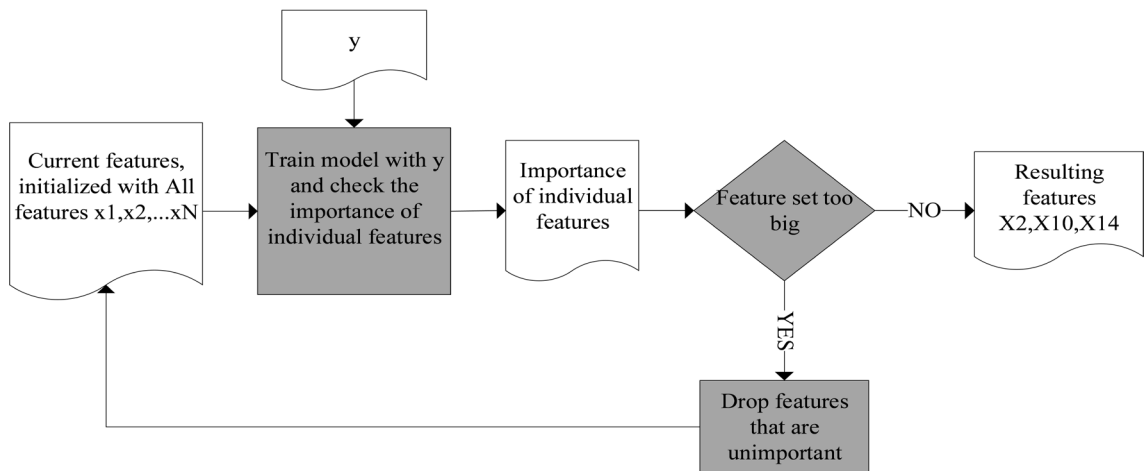 y
Current features,
initialized with All
features x1,x2,...xN
Train model with y
and check the
importance of
individual features
Importance
of individual
features
Feature set too
big
NO
Resulting
features
X2,X10,X14
YES
Drop features
that are
unimportant